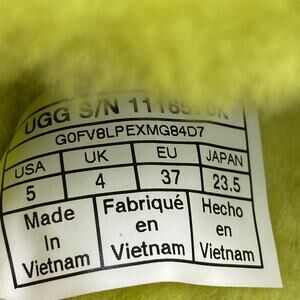 UGG S/N
G0FV8LPEXMG84D7
USA UK EU JAPAN
5 4 37 23.5
Made Fabriqué Hecho
In en en
Vietnam Vietnam Vietnam